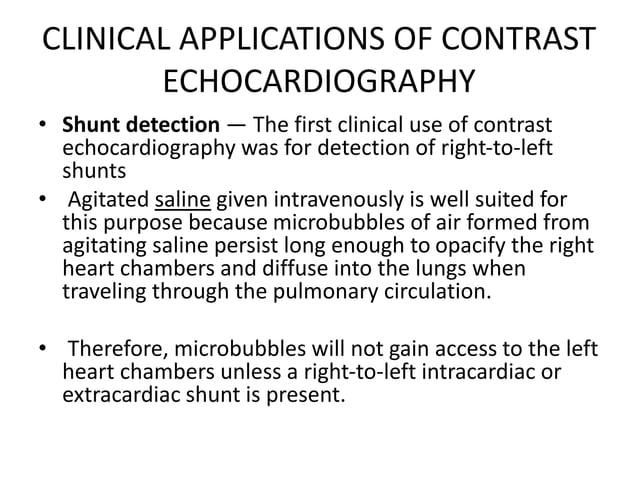 CLINICAL APPLICATIONS OF CONTRAST
ECHOCARDIOGRAPHY
• Shunt detection — The first clinical use of contrast
echocardiography was for detection of right-to-left
shunts
• Agitated saline given intravenously is well suited for
this purpose because microbubbles of air formed from
agitating saline persist long enough to opacify the right
heart chambers and diffuse into the lungs when
traveling through the pulmonary circulation.
• Therefore, microbubbles will not gain access to the left
heart chambers unless a right-to-left intracardiac or
extracardiac shunt is present.